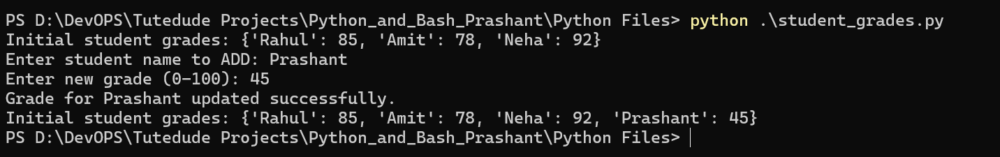 PS D:\DevOPS\Tutedude Projects\Python_and_Bash_Prashant\Python Files> python .\student_grades.py
Initial student grades: {'Rahul': 85, 'Amit': 78, 'Neha': 92}
Enter student name to ADD: Prashant
Enter new grade (0-100): 45
Grade for Prashant updated successfully.
Initial student grades: {'Rahul': 85, 'Amit': 78, 'Neha': 92, 'Prashant': 45}
PS D:\DevOPS\Tutedude Projects\Python_and_Bash_Prashant\Python Files>